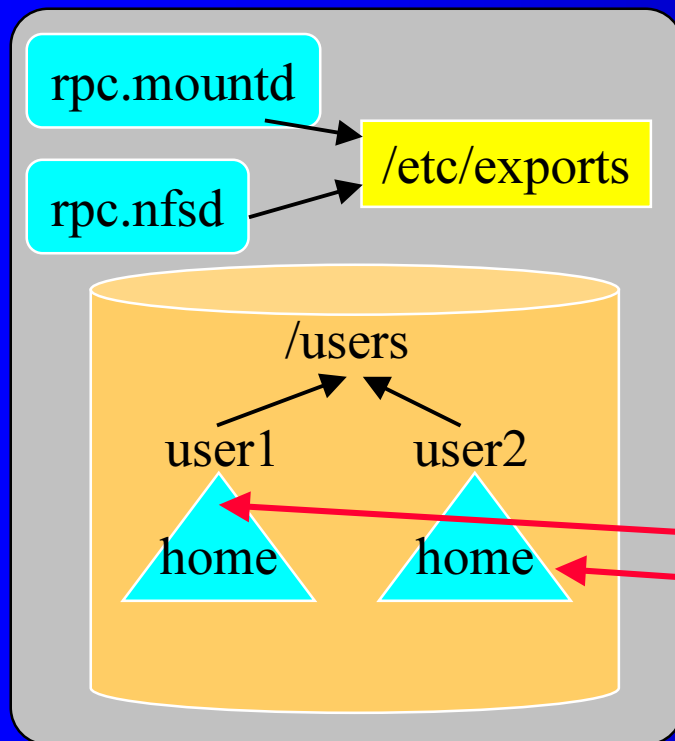 rpc.mountd
/etc/exports
rpc.nfsd
/users
user1
user2
home
home